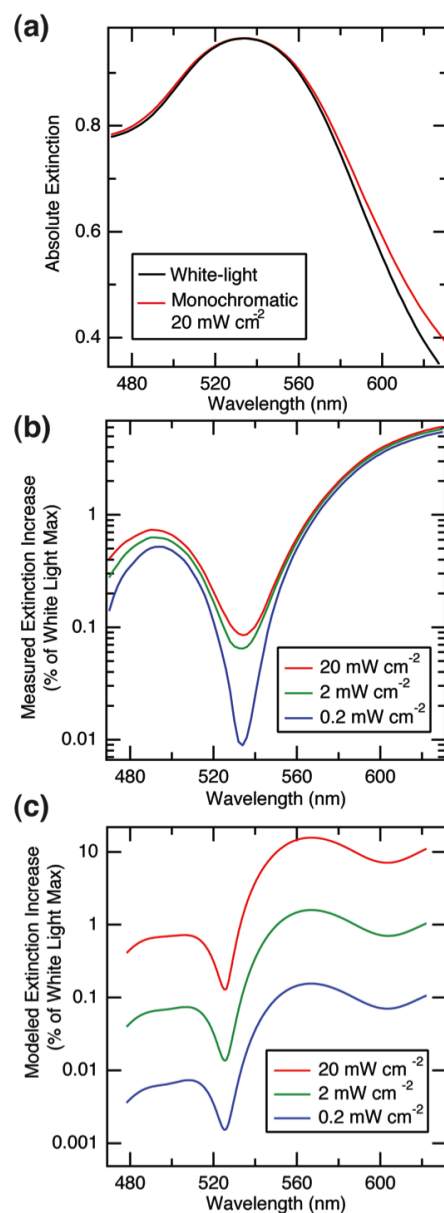 (a)
Absolute Extinction
0.8
0.6
0.4
White-light
Monochromatic
20 mW cm⁻²
480 520 560 600
Wavelength (nm)
(b)
Measured Extinction Increase
(% of White Light Max)
1
0.1
0.01
20 mW cm⁻²
2 mW cm⁻²
0.2 mW cm⁻²
480 520 560 600
Wavelength (nm)
(c)
Modeled Extinction Increase
(% of White Light Max)
10
1
0.1
0.01
0.001
20 mW cm⁻²
2 mW cm⁻²
0.2 mW cm⁻²
480 520 560 600
Wavelength (nm)